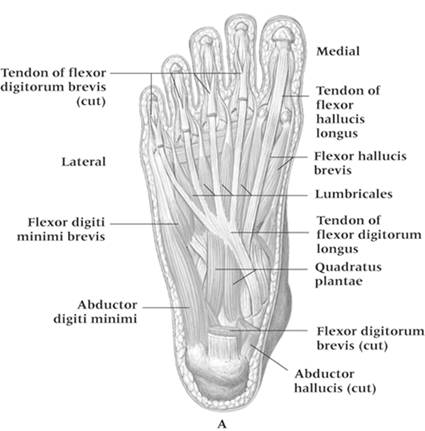 Medial
Tendon of flexor
digitorum brevis
(cut)
Tendon of
flexor
hallucis
longus
Lateral
Flexor hallucis
brevis
Lumbricales
Flexor digiti
minimi brevis
Tendon of
flexor digitorum
longus
Quadratus
plantae
Abductor
digiti minimi
Flexor digitorum
brevis (cut)
Abductor
hallucis (cut)
A